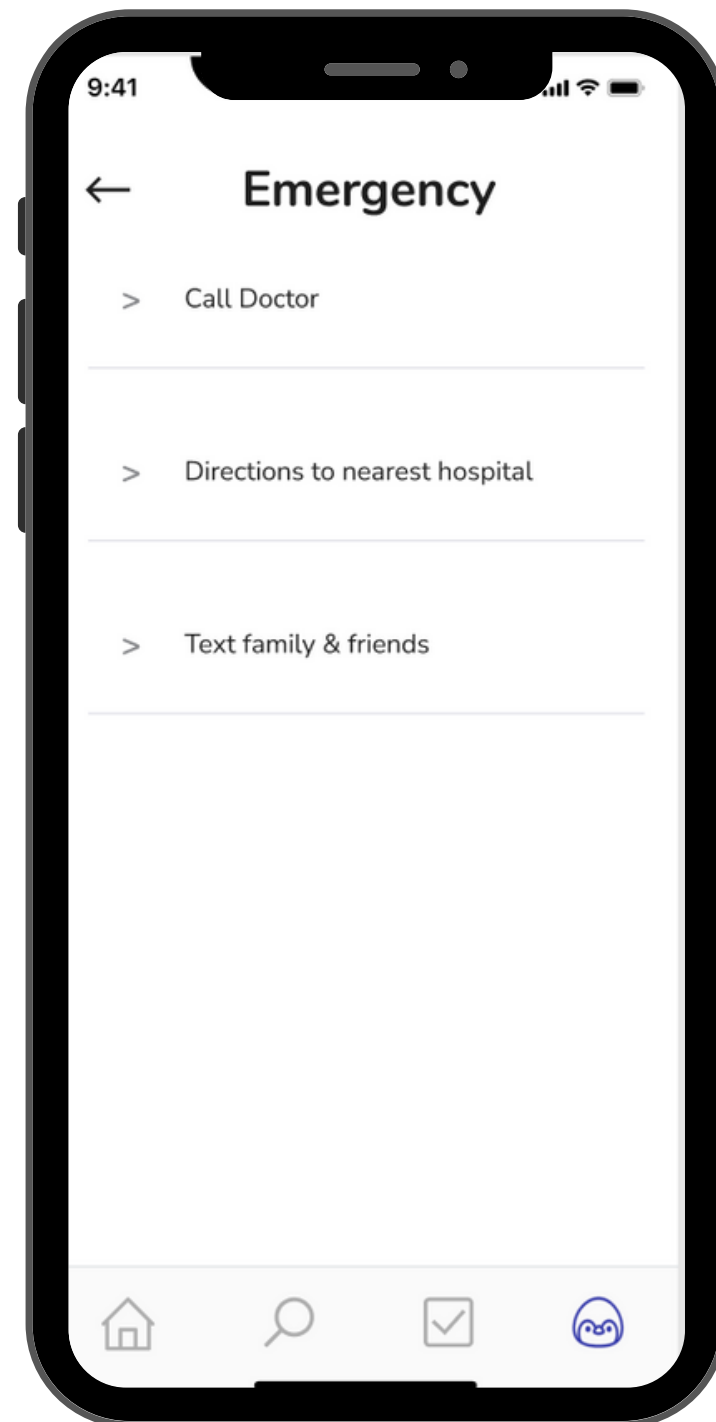 9:41
Emergency
> Call Doctor
> Directions to nearest hospital
> Text family & friends